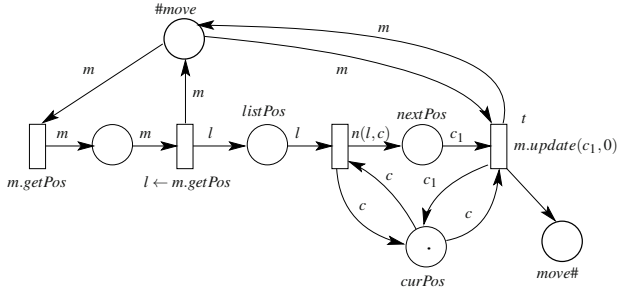 #move
m
m
m
m
listPos
nextPos
t
m
m
l
l
n(l,c)
c₁
m.update(c₁,0)
m.getPos
l ← m.getPos
c
c₁
c
c
curPos
move#